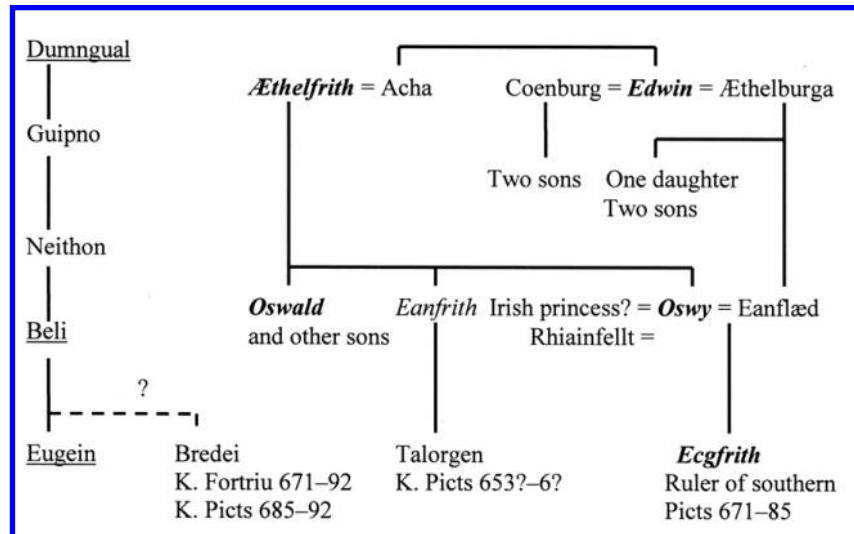 Dumngual
Æthelfrith = Acha
Coenburg = Edwin = Æthelburga
Guipno
Two sons
One daughter
Two sons
Neithon
Oswald
and other sons
Eanfrith
Irish princess? = Oswy = Eanflæd
Rhiainfellt =
Beli
?
Eugein
Bredei
K. Fortriu 671–92
K. Picts 685–92
Talorgen
K. Picts 653?–6?
Ecgfrith
Ruler of southern
Picts 671–85